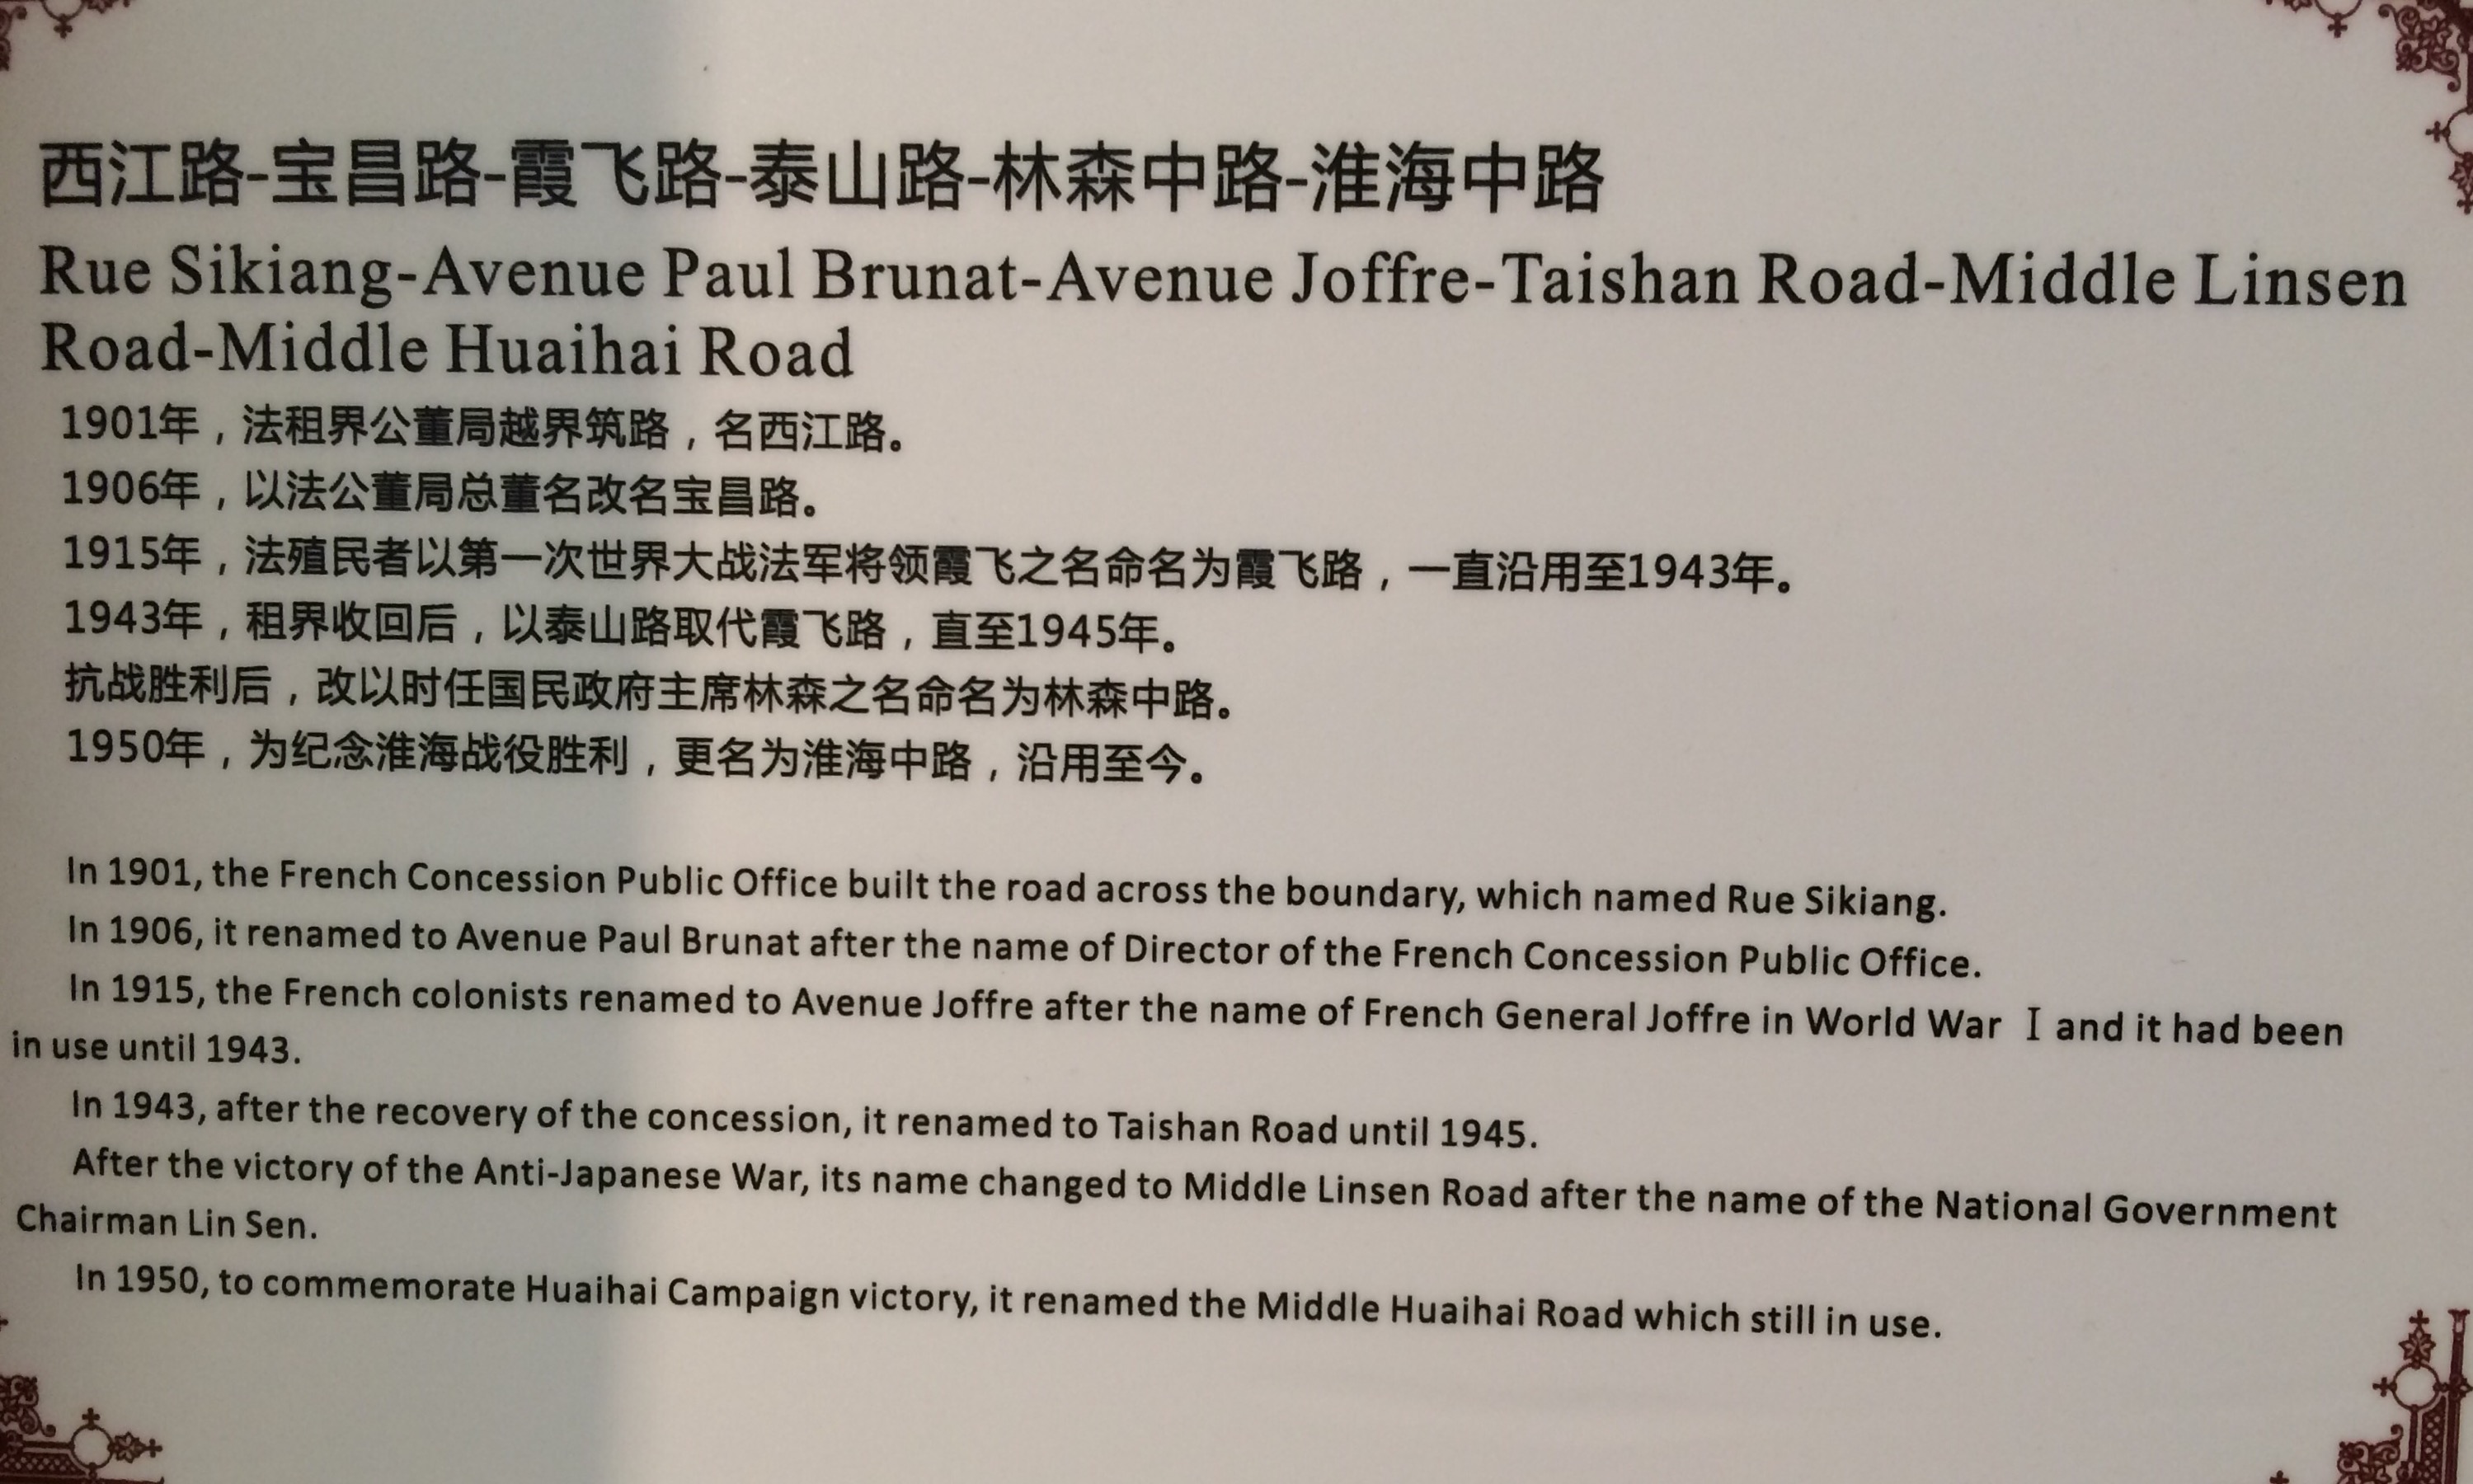 西江路-宝昌路-霞飞路-泰山路-林森中路-淮海中路
Rue Sikiang-Avenue Paul Brunat-Avenue Joffre-Taishan Road-Middle Linsen
Road-Middle Huaihai Road
1901年，法租界公董局越界筑路，名西江路。
1906年，以法公董局总董名改名宝昌路。
1915年，法殖民者以第一次世界大战法军将领霞飞之名命名为霞飞路，一直沿用至1943年。
1943年，租界收回后，以泰山路取代霞飞路，直至1945年。
抗战胜利后，改以时任国民政府主席林森之名命名为林森中路。
1950年，为纪念淮海战役胜利，更名为淮海中路，沿用至今。
In 1901, the French Concession Public Office built the road across the boundary, which named Rue Sikiang.
In 1906, it renamed to Avenue Paul Brunat after the name of Director of the French Concession Public Office.
In 1915, the French colonists renamed to Avenue Joffre after the name of French General Joffre in World War I and it had been
in use until 1943.
In 1943, after the recovery of the concession, it renamed to Taishan Road until 1945.
After the victory of the Anti-Japanese War, its name changed to Middle Linsen Road after the name of the National Government
Chairman Lin Sen.
In 1950, to commemorate Huaihai Campaign victory, it renamed the Middle Huaihai Road which still in use.